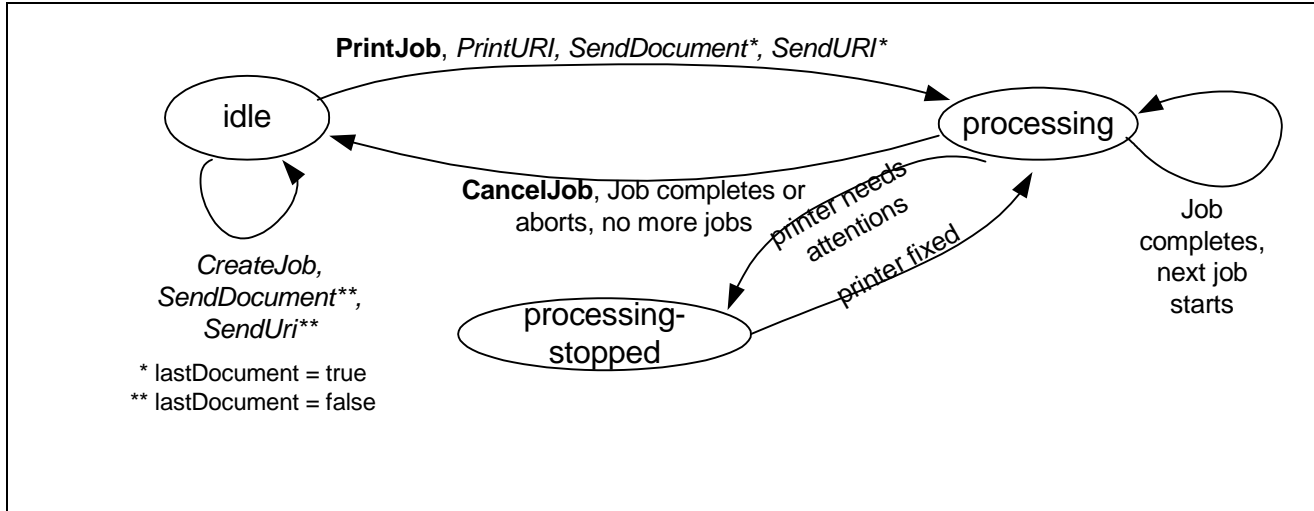 PrintJob, PrintURI, SendDocument*, SendURI*
idle
processing
CancelJob, Job completes or
aborts, no more jobs
printer needs
attentions
printer fixed
Job
completes,
next job
starts
CreateJob,
SendDocument**,
SendUri**
processing-
stopped
* lastDocument = true
** lastDocument = false